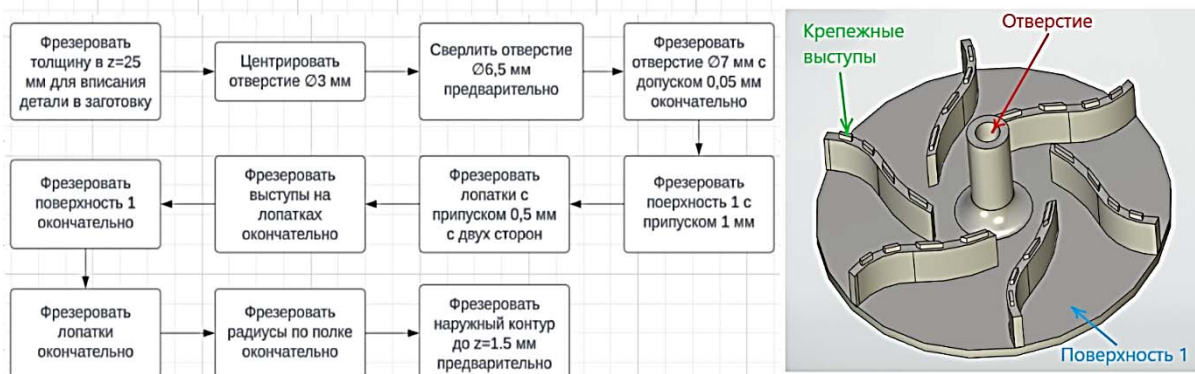 Фрезеровать
толщину в z=25
мм для вписания
детали в заготовку
Центрировать
отверстие ∅3 мм
Сверлить отверстие
∅6,5 мм
предварительно
Фрезеровать
отверстие ∅7 мм с
допуском 0,05 мм
окончательно
Фрезеровать
поерхность 1 с
припуском 1 мм
Фрезеровать
лопатки с
припуском 0,5 мм
с двух сторон
Фрезеровать
выступы на
лопатках
окончательно
Фрезеровать
поверхность 1
окончательно
Фрезеровать
лопатки
окончательно
Фрезеровать
радиусы по полке
окончательно
Фрезеровать
наружный контур
до z=1.5 мм
предварительно
Крепежные
выступы
Отверстие
Поверхность 1